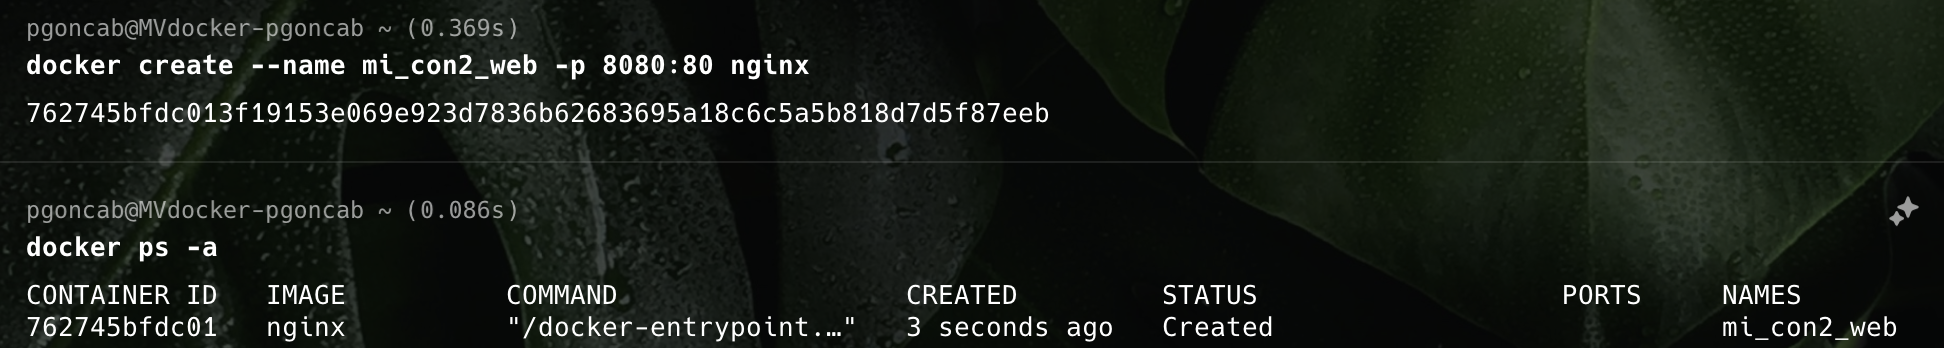 pgoncab@MVdocker-pgoncab ~ (0.369s)
docker create --name mi_con2_web -p 8080:80 nginx
762745bfdc013f19153e069e923d7836b62683695a18c6c5a5b818d7d5f87eeb
pgoncab@MVdocker-pgoncab ~ (0.086s)
docker ps -a
CONTAINER ID   IMAGE          COMMAND                  CREATED         STATUS                   PORTS     NAMES
762745bfdc01   nginx          "/docker-entrypoint.…"   3 seconds ago   Created                            mi_con2_web